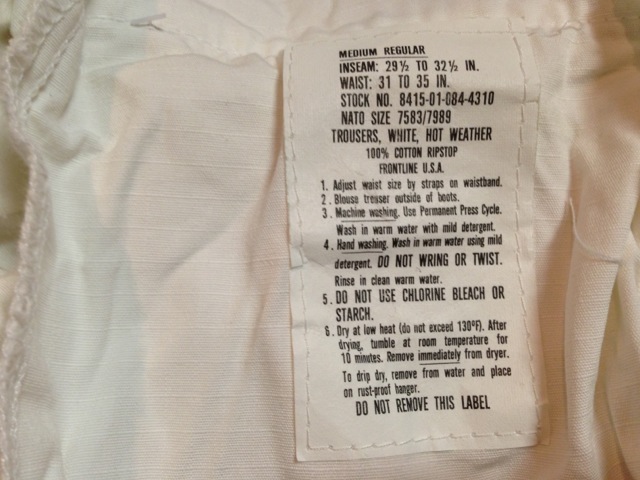 MEDIUM REGULAR
INSEAM: 29½ TO 32½ IN.
WAIST: 31 TO 35 IN.
STOCK NO. 8415-01-084-4310
NATO SIZE 7583/7989
TROUSERS, WHITE, HOT WEATHER
100% COTTON RIPSTOP
FRONTLINE U.S.A.
1. Adjust waist size by straps on waistband.
2. Blouse trouser outside of boots.
3. Machine washing. Use Permanent Press Cycle.
Wash in warm water with mild detergent.
4. Hand washing. Wash in warm water using mild
detergent. DO NOT WRING OR TWIST.
Rinse in clean warm water.
5. DO NOT USE CHLORINE BLEACH OR
STARCH.
6. Dry at low heat (do not exceed 130ºF). After
drying, tumble at room temperature for
10 minutes. Remove immediately from dryer.
To drip dry, remove from water and place
on rust-proof hanger.
DO NOT REMOVE THIS LABEL